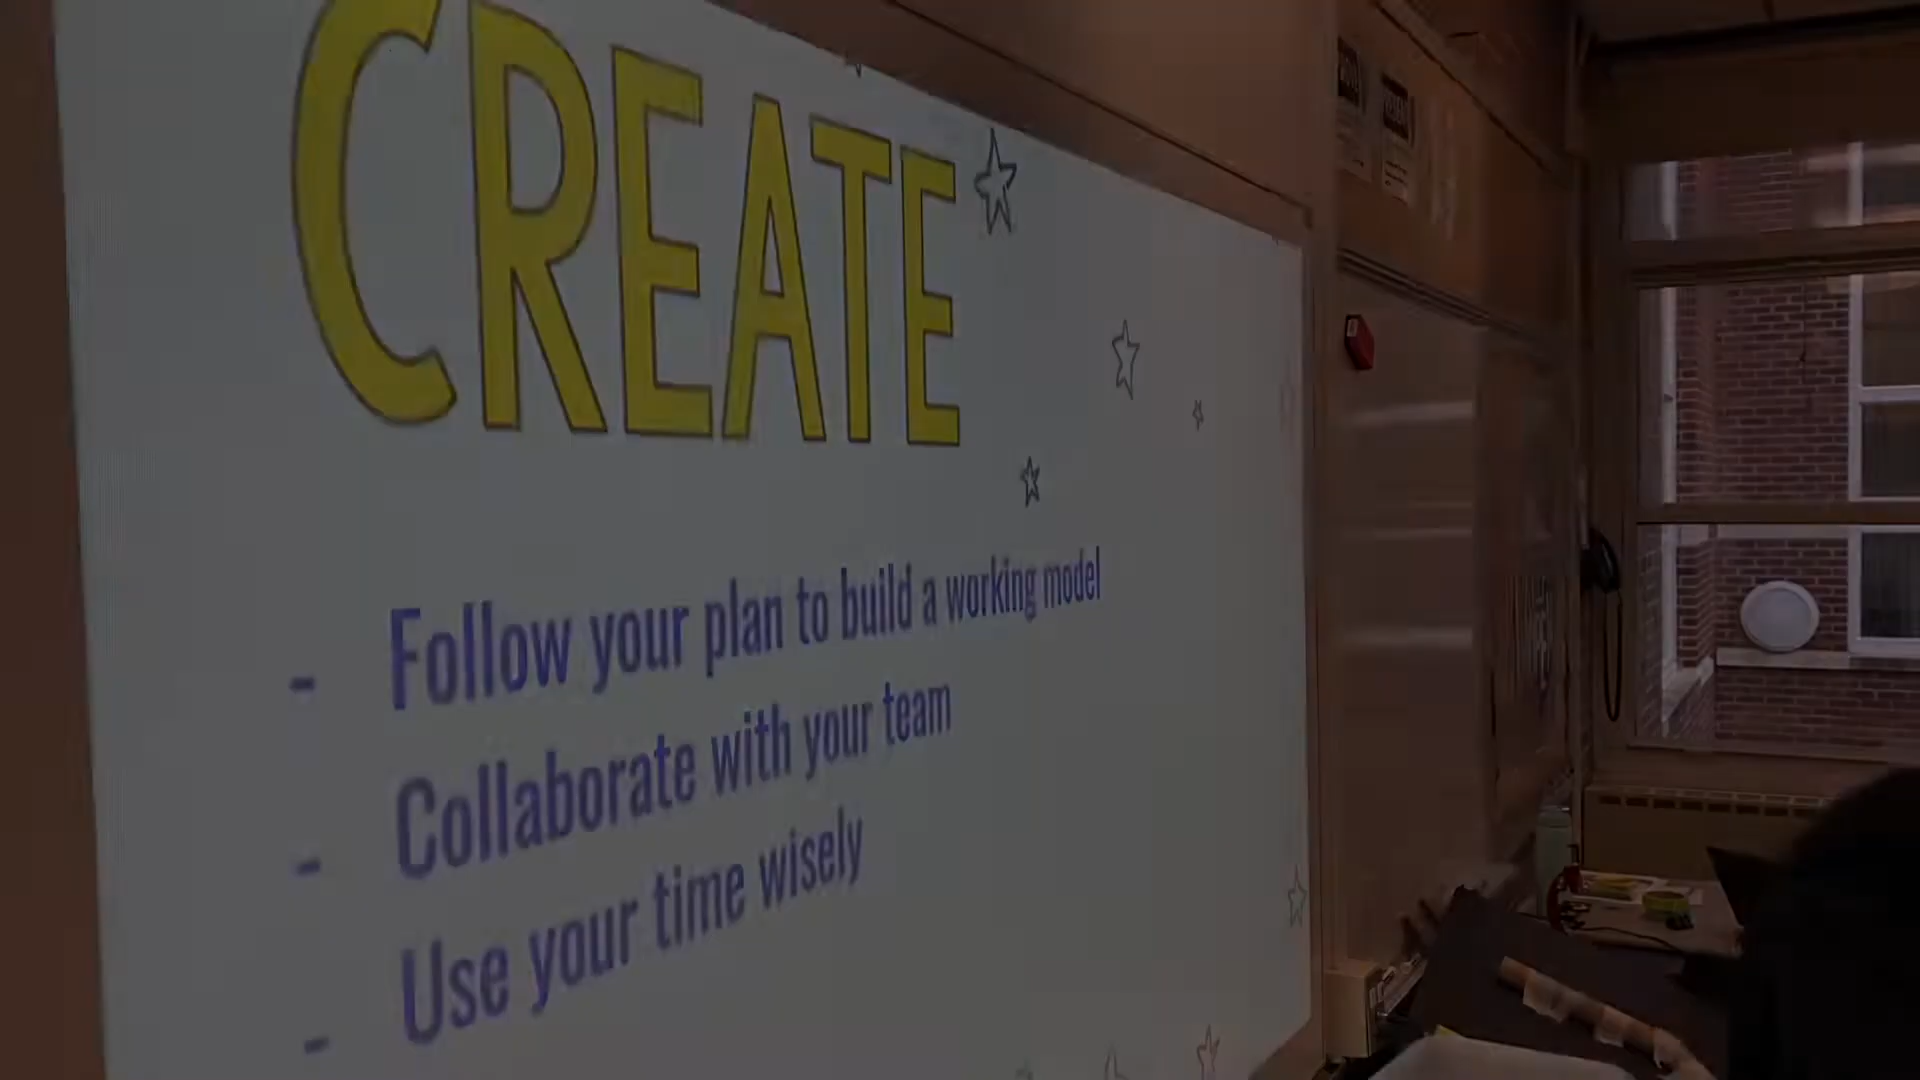 CREATE
- Follow your plan to build a working model
- Collaborate with your team
- Use your time wisely